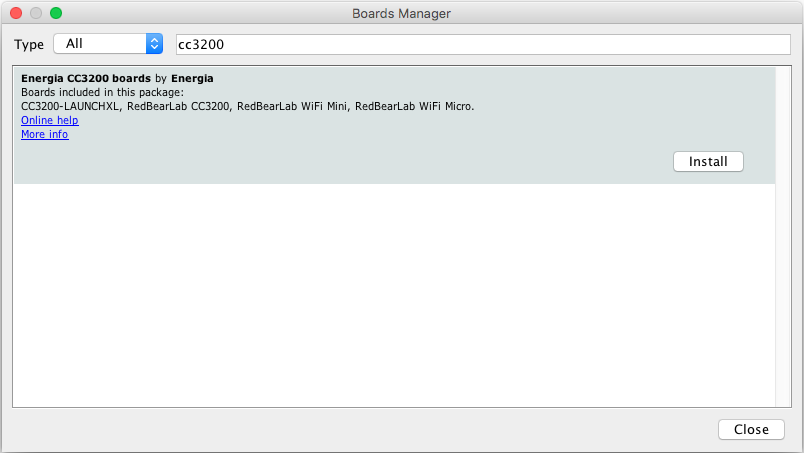 Boards Manager
Type All cc3200
Energia CC3200 boards by Energia
Boards included in this package:
CC3200-LAUNCHXL, RedBearLab CC3200, RedBearLab WiFi Mini, RedBearLab WiFi Micro.
Online help
More info
Install
Close